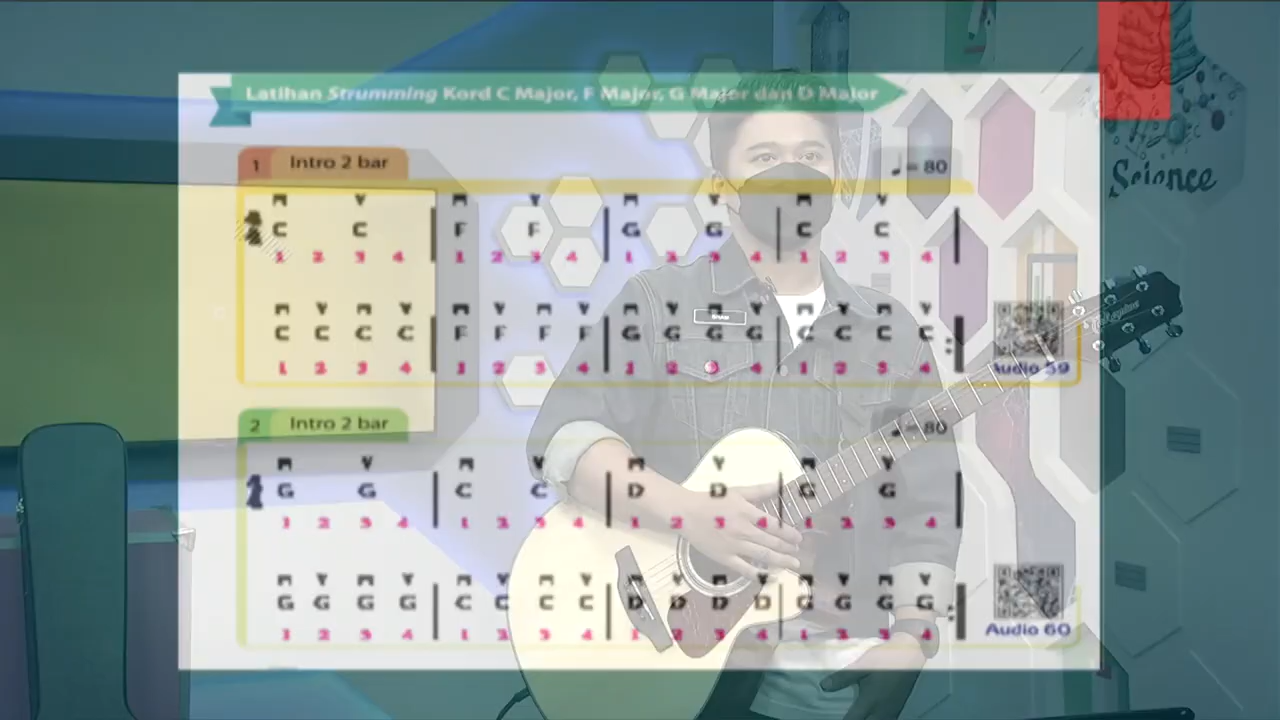 Latihan Strumming Kord C Major, F Major, G Major dan D Major
1 Intro 2 bar
♩= 80
C C F F G G C C
1 2 3 4 1 2 3 4 1 2 3 4 1 2 3 4
C C C C F F F F G G G G C C C C
1 2 3 4 1 2 3 4 1 2 3 4 1 2 3 4
Audio 59
2 Intro 2 bar
♩= 80
G G C C D D G G
1 2 3 4 1 2 3 4 1 2 3 4 1 2 3 4
G G G G C C C C D D D D G G G G
1 2 3 4 1 2 3 4 1 2 3 4 1 2 3 4
Audio 60
Science